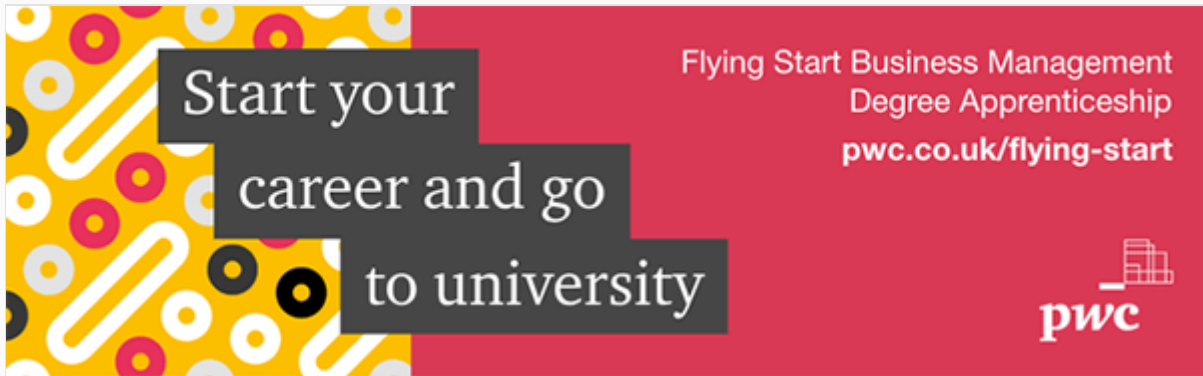 Start your
career and go
to university
Flying Start Business Management
Degree Apprenticeship
pwc.co.uk/flying-start
pwc